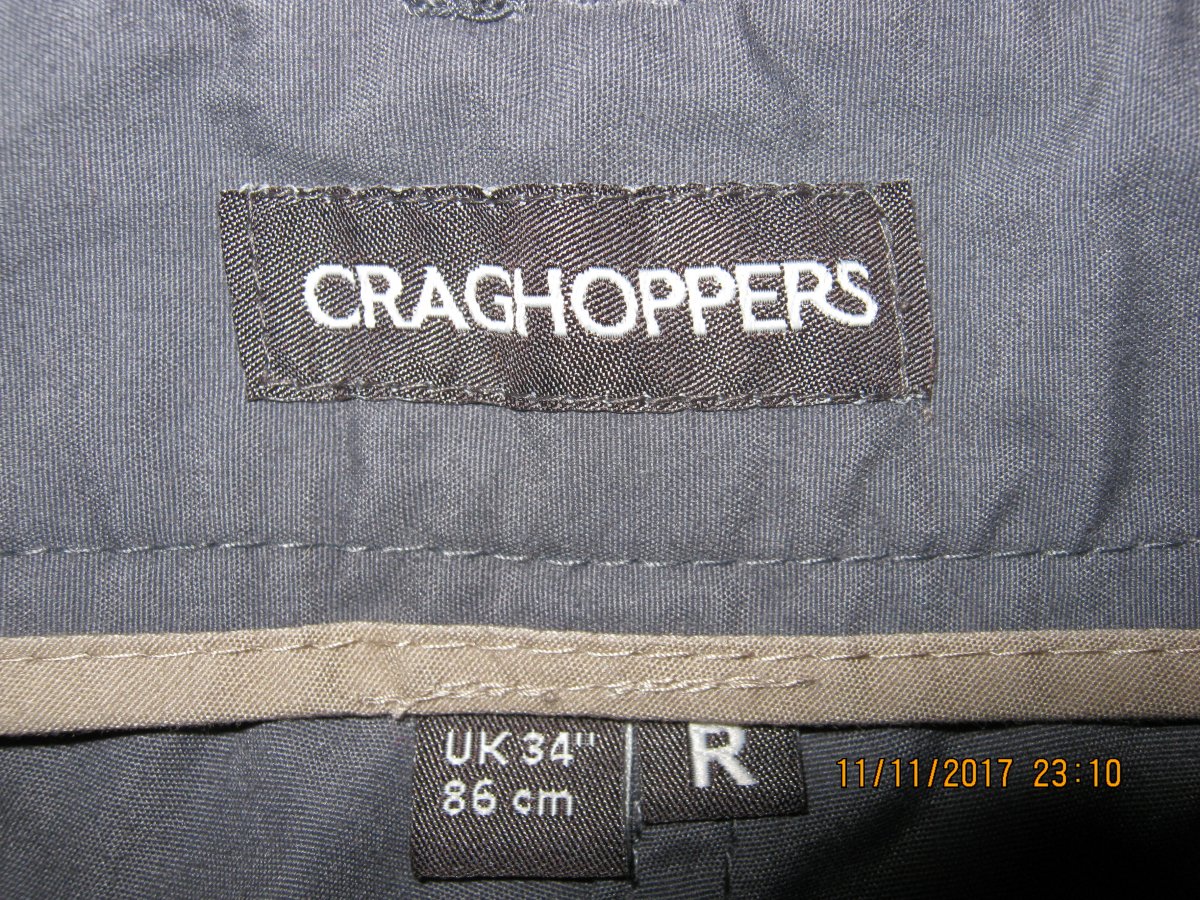 CRAGHOPPERS
UK 34"
86 cm
R
11/11/2017 23:10